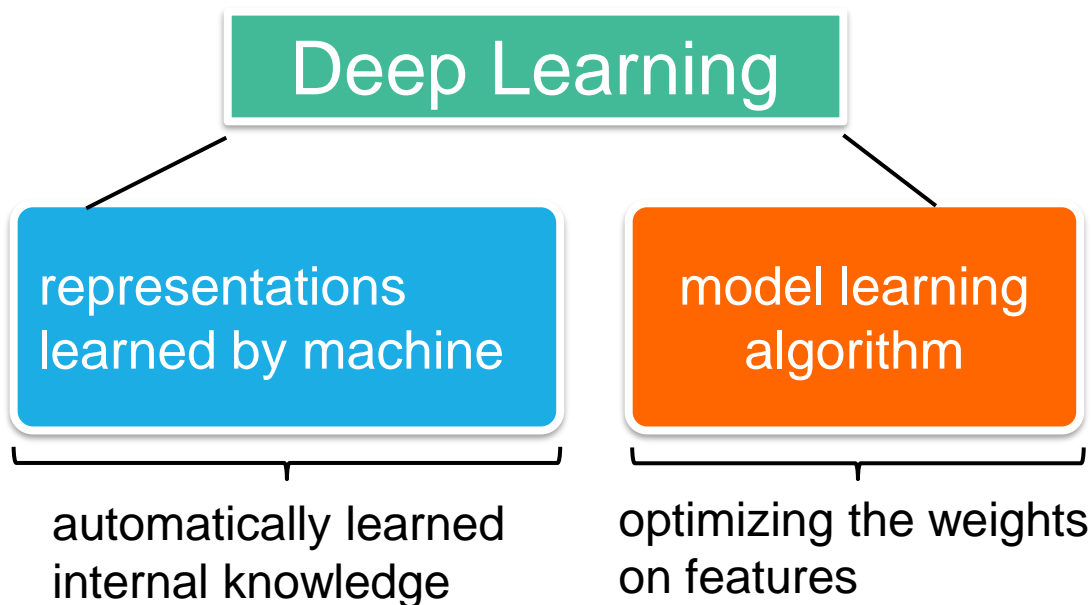 Deep Learning
representations
learned by machine
model learning
algorithm
automatically learned
internal knowledge
optimizing the weights
on features